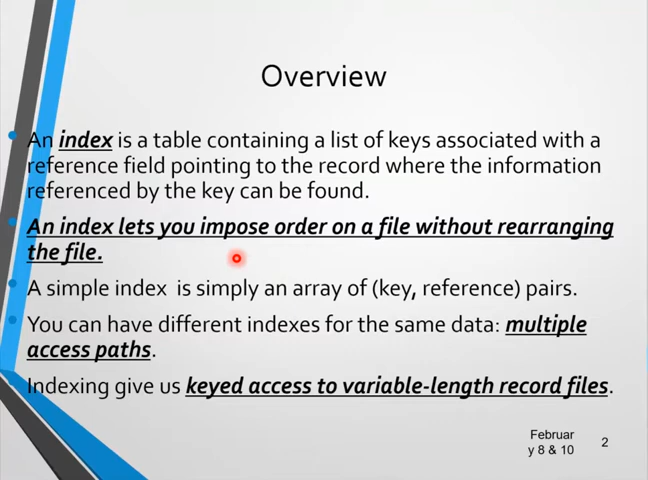 Overview
An index is a table containing a list of keys associated with a
reference field pointing to the record where the information
referenced by the key can be found.
An index lets you impose order on a file without rearranging
the file.
A simple index is simply an array of (key, reference) pairs.
You can have different indexes for the same data: multiple
access paths.
Indexing give us keyed access to variable-length record files.
Februar
y 8 & 10
2